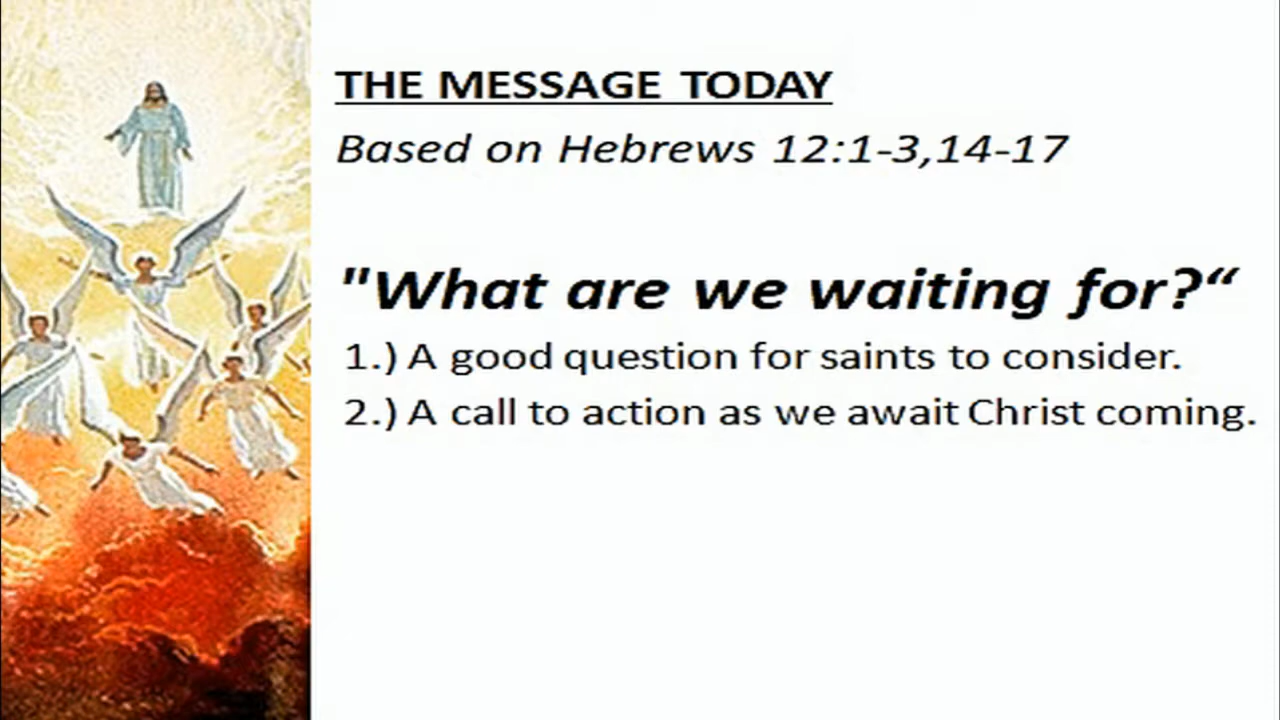 THE MESSAGE TODAY
Based on Hebrews 12:1-3,14-17
"What are we waiting for?“
1.) A good question for saints to consider.
2.) A call to action as we await Christ coming.